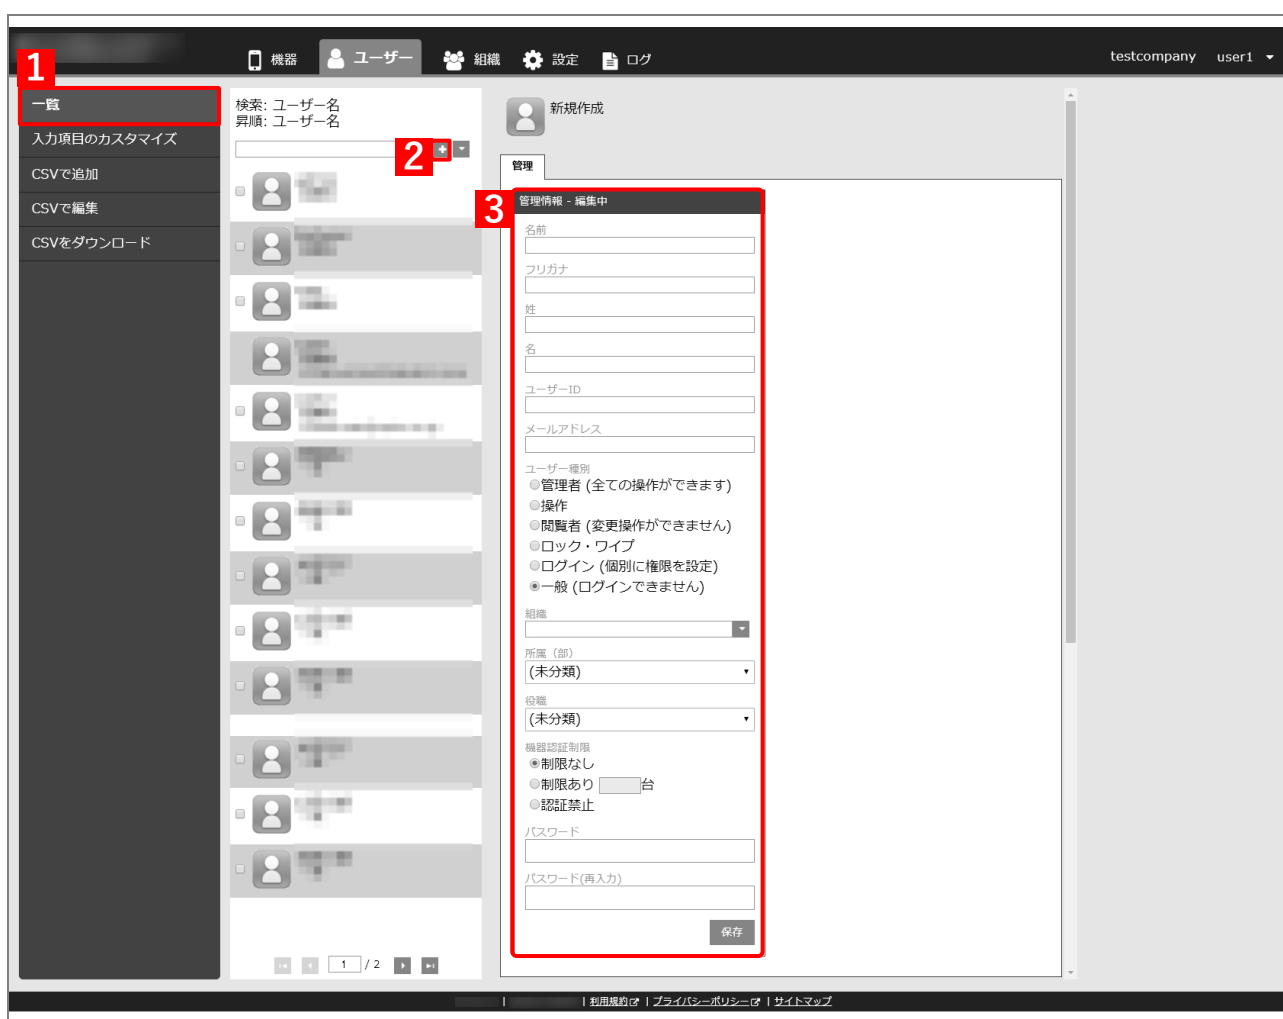 機器
ユーザー
組織
設定
ログ
testcompany
user1
1
一覧
入力項目のカスタマイズ
CSVで追加
CSVで編集
CSVをダウンロード
検索: ユーザー名
昇順: ユーザー名
2
1 / 2
新規作成
管理
3
管理情報 - 編集中
名前
フリガナ
姓
名
ユーザーID
メールアドレス
ユーザー種別
管理者 (全ての操作ができます)
操作
閲覧者 (変更操作ができません)
ロック・ワイプ
ログイン (個別に権限を設定)
一般 (ログインできません)
組織
所属（部）
(未分類)
役職
(未分類)
機器認証制限
制限なし
制限あり 台
認証禁止
パスワード
パスワード(再入力)
保存
| | 利用規約 | プライバシーポリシー | サイトマップ